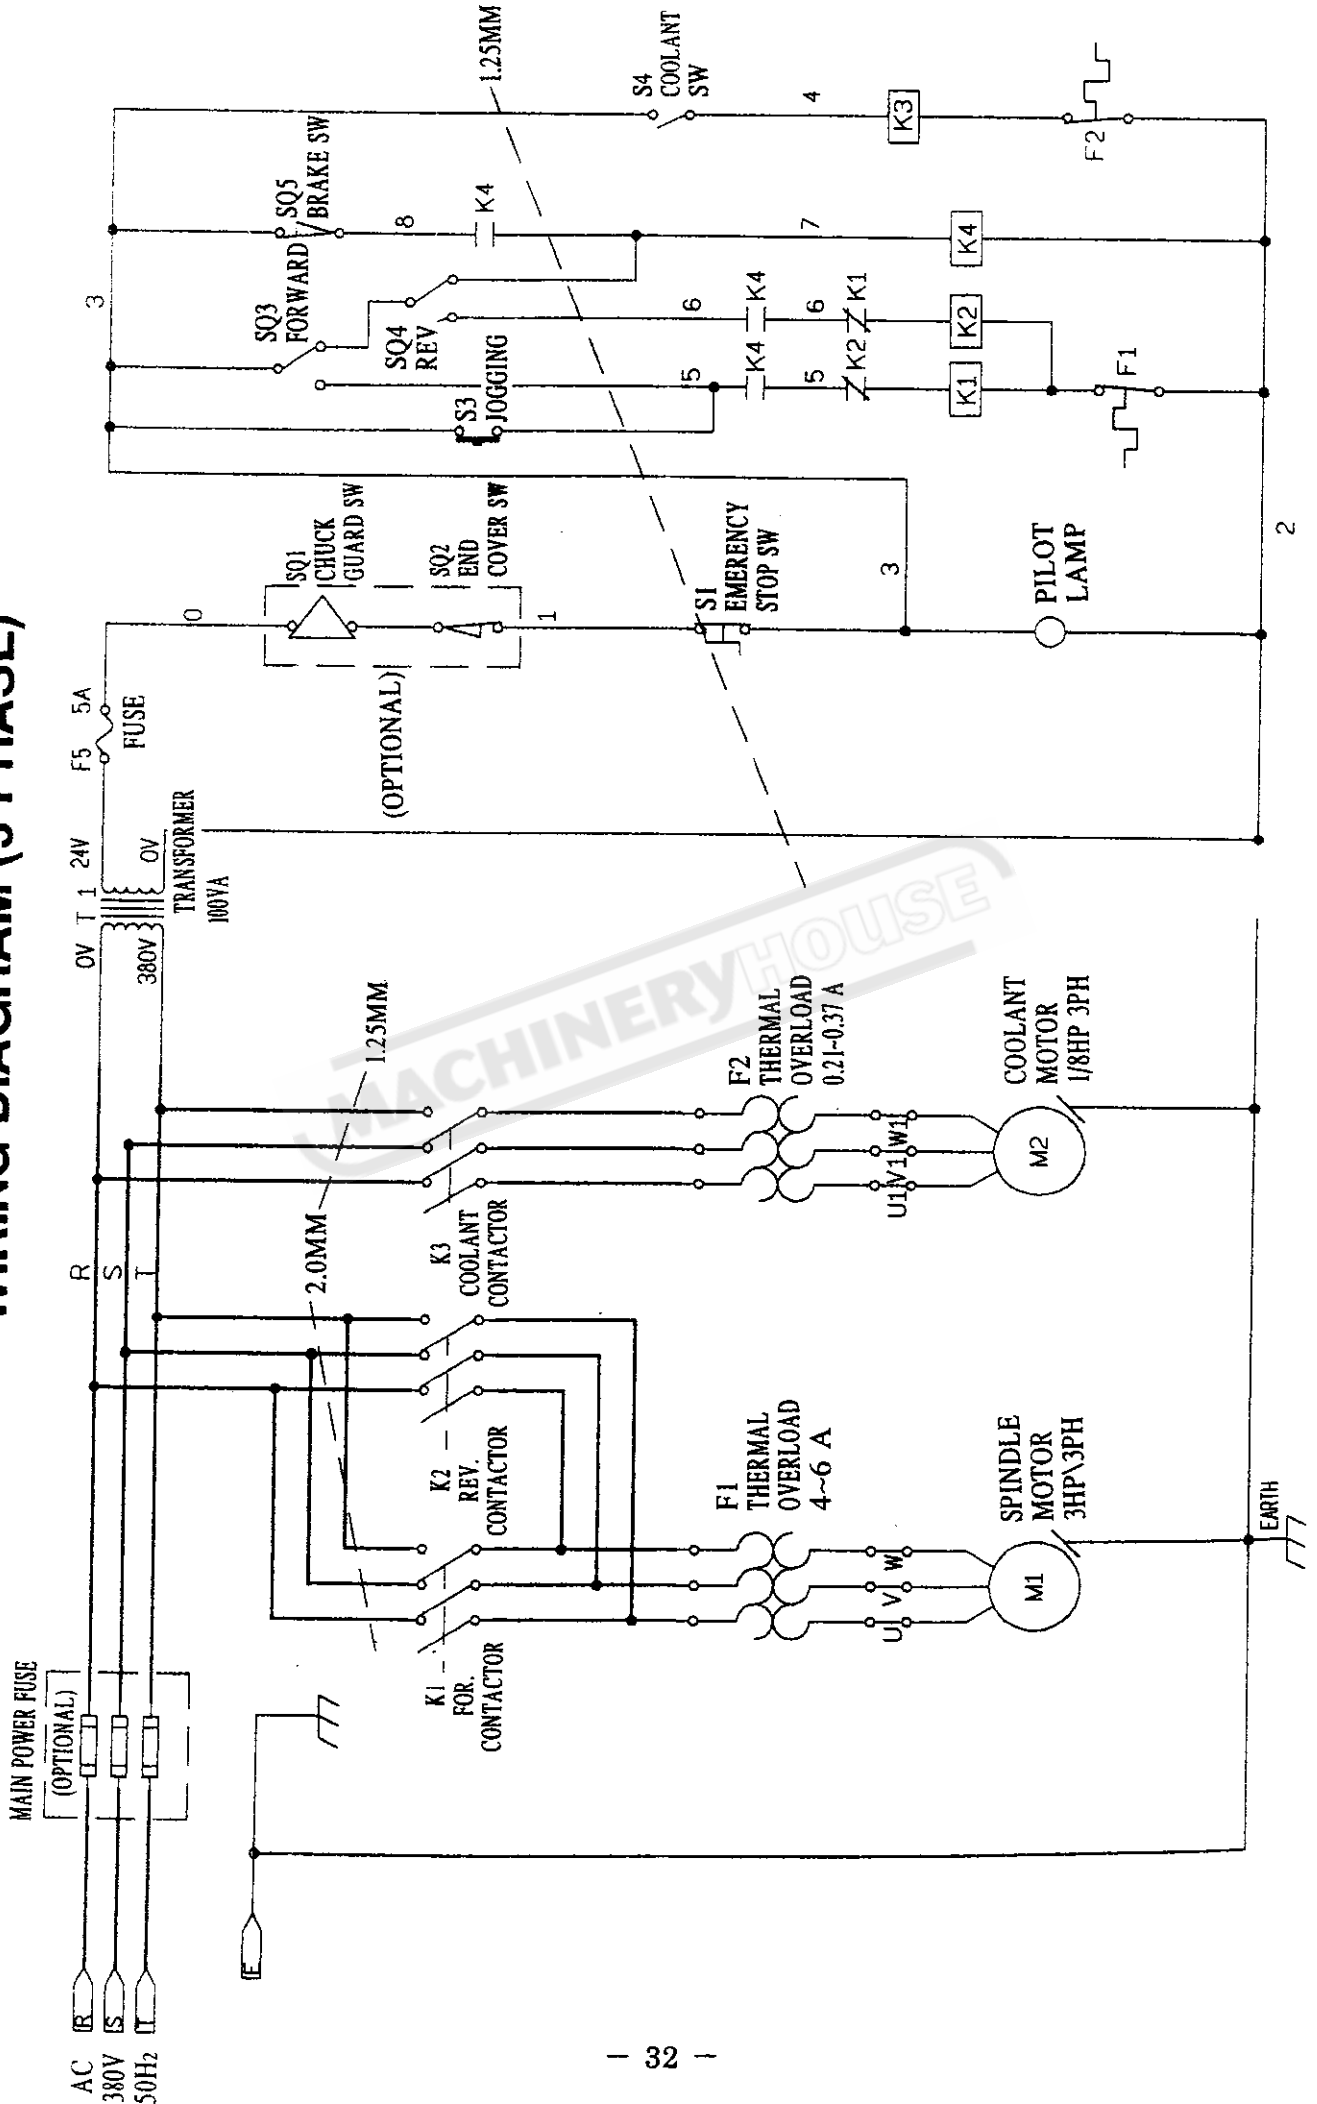 WIRING DIAGRAM (3 PHASE)
MAIN POWER FUSE
(OPTIONAL)
AC
380V
50Hz
R
S
T
E
R
S
T
0V
T 1
24V
380V
0V
TRANSFORMER
100VA
F5
5A
FUSE
0
SQ1
CHUCK
GUARD SW
SQ2
END
COVER SW
(OPTIONAL)
1
S1
EMERENCY
STOP SW
3
PILOT
LAMP
2
3
S3
JOGGING
SQ3
FORWARD
SQ4
REV
SQ5
BRAKE SW
8
K4
7
K4
5
K4
5
K2
K1
6
K4
6
K1
K2
F1
1.25MM
S4
COOLANT
SW
4
K3
F2
2.0MM
1.25MM
K1
FOR.
CONTACTOR
K2
REV.
CONTACTOR
K3
COOLANT
CONTACTOR
F1
THERMAL
OVERLOAD
4~6 A
F2
THERMAL
OVERLOAD
0.21~0.37 A
U
V
W
U1
V1
W1
M1
SPINDLE
MOTOR
3HP\3PH
M2
COOLANT
MOTOR
1/8HP 3PH
EARTH
MACHINERYHOUSE
— 32 —